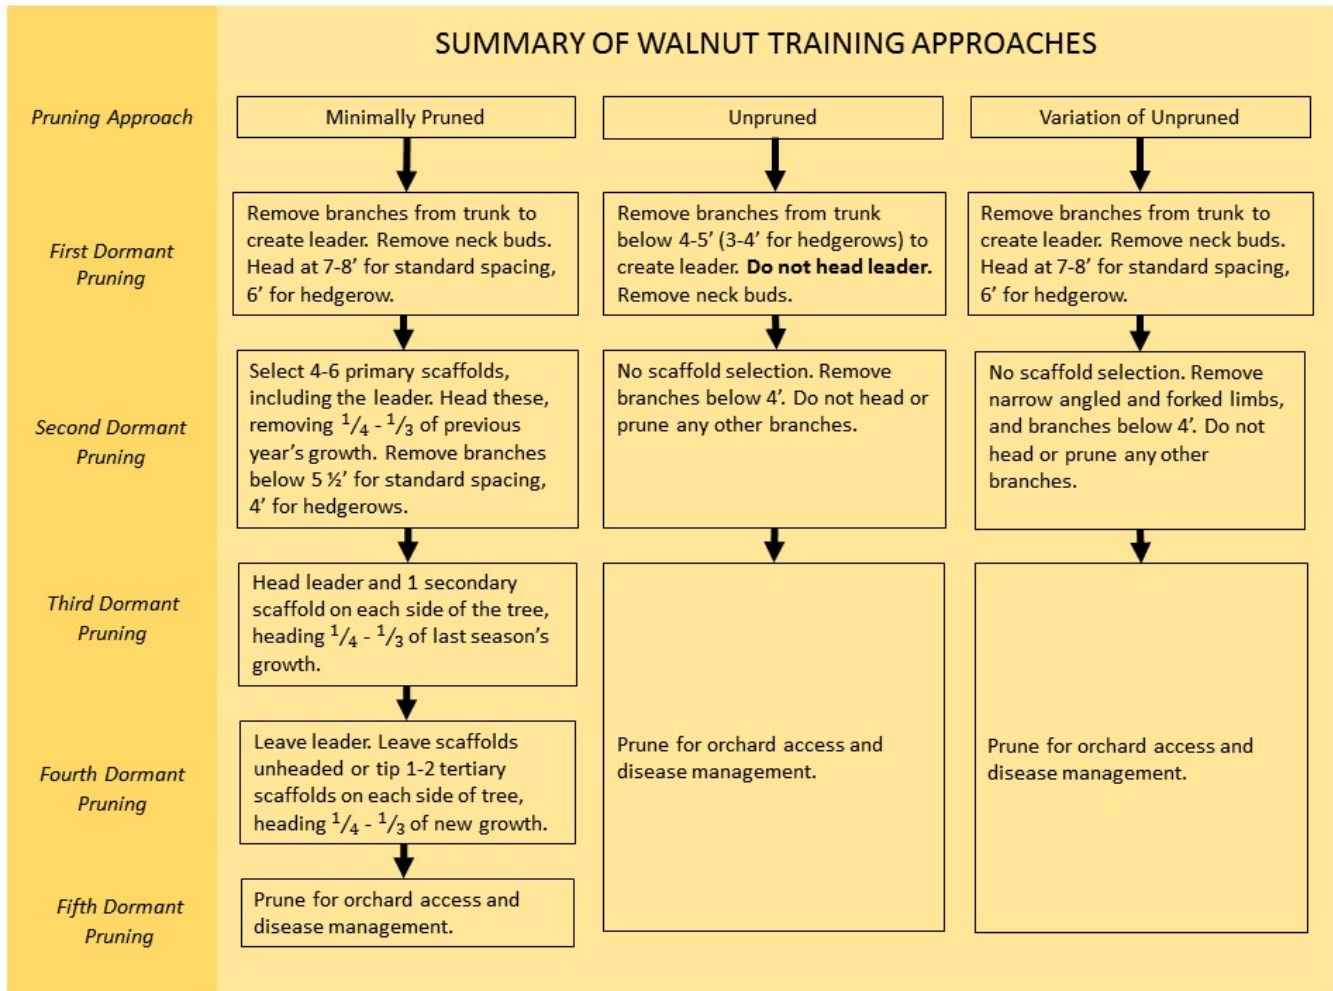 SUMMARY OF WALNUT TRAINING APPROACHES
Pruning Approach
Minimally Pruned
Unpruned
Variation of Unpruned
First Dormant
Pruning
Remove branches from trunk to
create leader. Remove neck buds.
Head at 7-8’ for standard spacing,
6’ for hedgerow.
Remove branches from trunk
below 4-5’ (3-4’ for hedgerows) to
create leader. Do not head leader.
Remove neck buds.
Remove branches from trunk to
create leader. Remove neck buds.
Head at 7-8’ for standard spacing,
6’ for hedgerow.
Second Dormant
Pruning
Select 4-6 primary scaffolds,
including the leader. Head these,
removing 1/4 - 1/3 of previous
year’s growth. Remove branches
below 5 ½’ for standard spacing,
4’ for hedgerows.
No scaffold selection. Remove
branches below 4’. Do not head or
prune any other branches.
No scaffold selection. Remove
narrow angled and forked limbs,
and branches below 4’. Do not
head or prune any other
branches.
Third Dormant
Pruning
Head leader and 1 secondary
scaffold on each side of the tree,
heading 1/4 - 1/3 of last season’s
growth.
Fourth Dormant
Pruning
Leave leader. Leave scaffolds
unheaded or tip 1-2 tertiary
scaffolds on each side of tree,
heading 1/4 - 1/3 of new growth.
Prune for orchard access and
disease management.
Prune for orchard access and
disease management.
Fifth Dormant
Pruning
Prune for orchard access and
disease management.